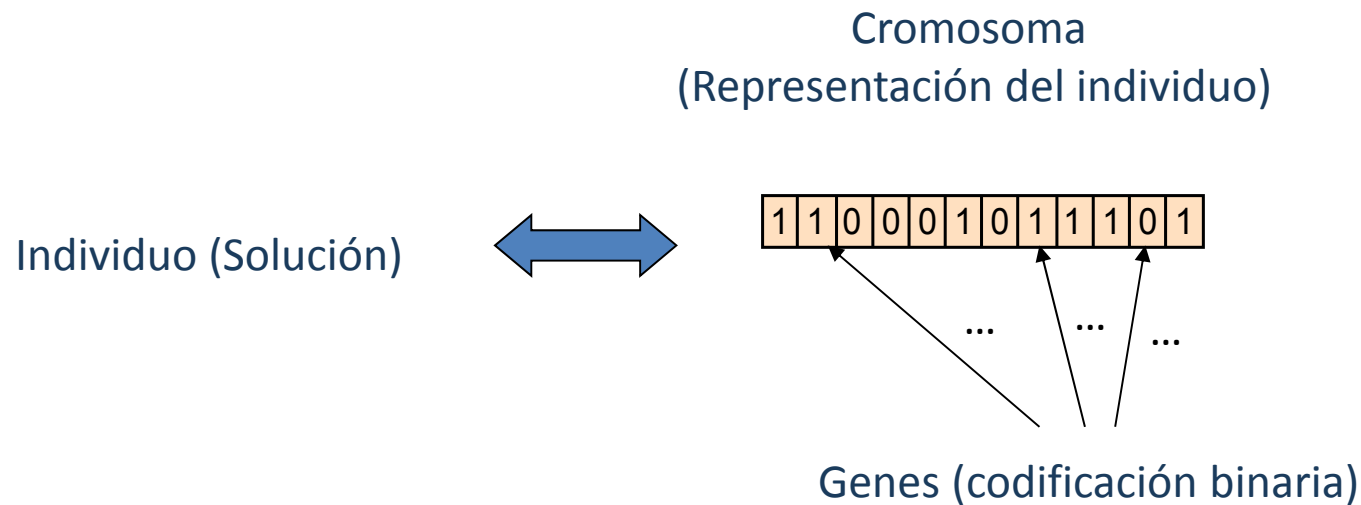 Cromosoma
(Representación del individuo)
1 1 0 0 0 1 0 1 1 1 0 1
Individuo (Solución)
... ... ...
Genes (codificación binaria)